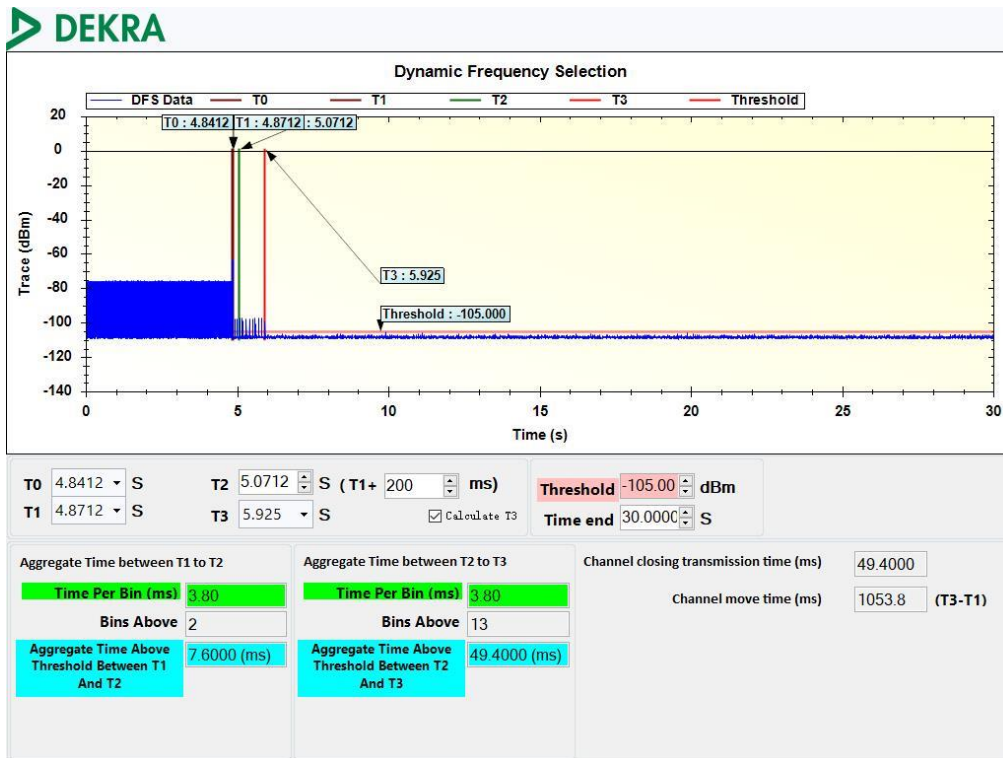 DEKRA
Dynamic Frequency Selection
DFS Data T0 T1 T2 T3 Threshold
T0 : 4.8412 T1 : 4.8712 : 5.0712
20
0
-20
-40
-60
-80
-100
-120
-140
Trace (dBm)
T3 : 5.925
Threshold : -105.000
0 5 10 15 20 25 30
Time (s)
T0 4.8412 S T2 5.0712 S ( T1+ 200 ms) Threshold -105.00 dBm
T1 4.8712 S T3 5.925 S Calculate T3 Time end 30.0000 S
Aggregate Time between T1 to T2
Time Per Bin (ms) 3.80
Bins Above 2
Aggregate Time Above
Threshold Between T1
And T2
7.6000 (ms)
Aggregate Time between T2 to T3
Time Per Bin (ms) 3.80
Bins Above 13
Aggregate Time Above
Threshold Between T2
And T3
49.4000 (ms)
Channel closing transmission time (ms) 49.4000
Channel move time (ms) 1053.8 (T3-T1)